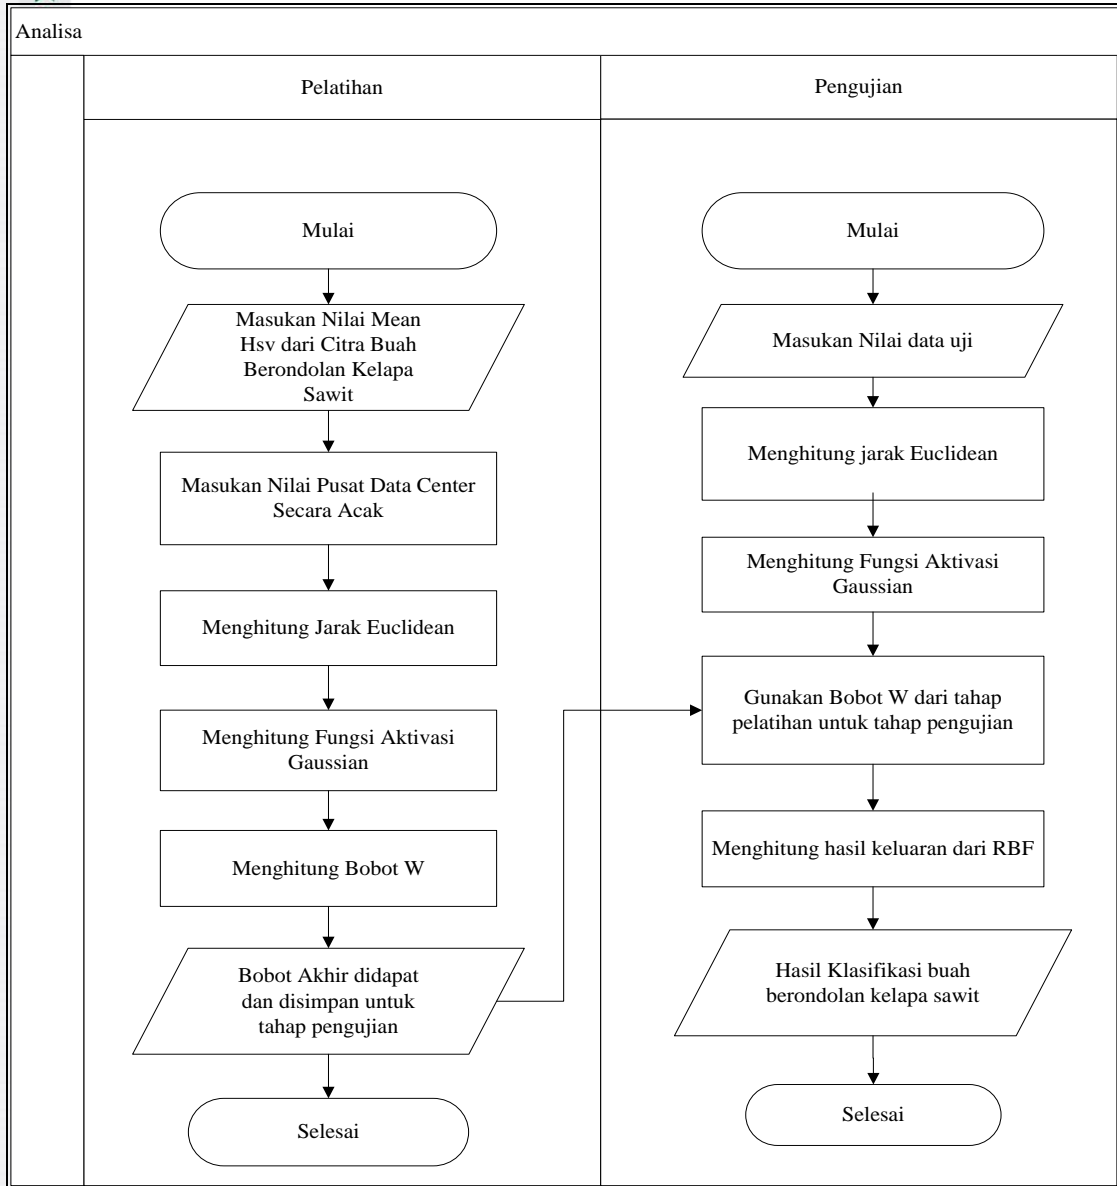 Analisa
Pelatihan
Pengujian
Mulai
Masukan Nilai Mean
Hsv dari Citra Buah
Berondolan Kelapa
Sawit
Masukan Nilai Pusat Data Center
Secara Acak
Menghitung Jarak Euclidean
Menghitung Fungsi Aktivasi
Gaussian
Menghitung Bobot W
Bobot Akhir didapat
dan disimpan untuk
tahap pengujian
Selesai
Mulai
Masukan Nilai data uji
Menghitung jarak Euclidean
Menghitung Fungsi Aktivasi
Gaussian
Gunakan Bobot W dari tahap
pelatihan untuk tahap pengujian
Menghitung hasil keluaran dari RBF
Hasil Klasifikasi buah
berondolan kelapa sawit
Selesai